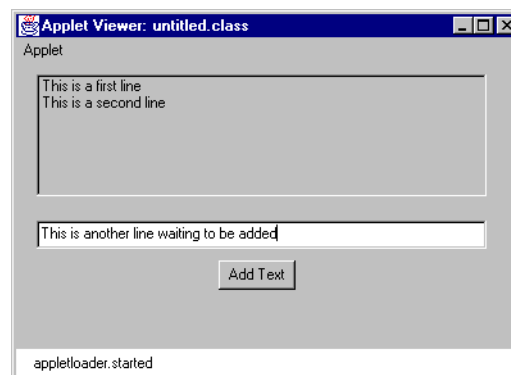 Applet Viewer: untitled.class
Applet
This is a first line
This is a second line
This is another line waiting to be added
Add Text
appletloader.started